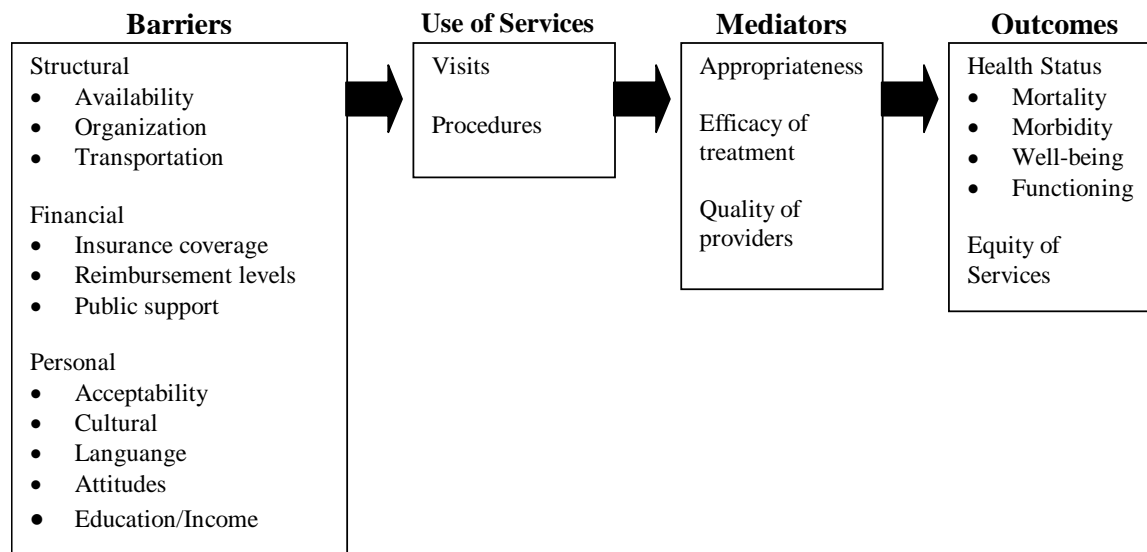 Barriers
Structural
• Availability
• Organization
• Transportation
Financial
• Insurance coverage
• Reimbursement levels
• Public support
Personal
• Acceptability
• Cultural
• Languange
• Attitudes
• Education/Income
Use of Services
Visits
Procedures
Mediators
Appropriateness
Efficacy of
treatment
Quality of
providers
Outcomes
Health Status
• Mortality
• Morbidity
• Well-being
• Functioning
Equity of
Services